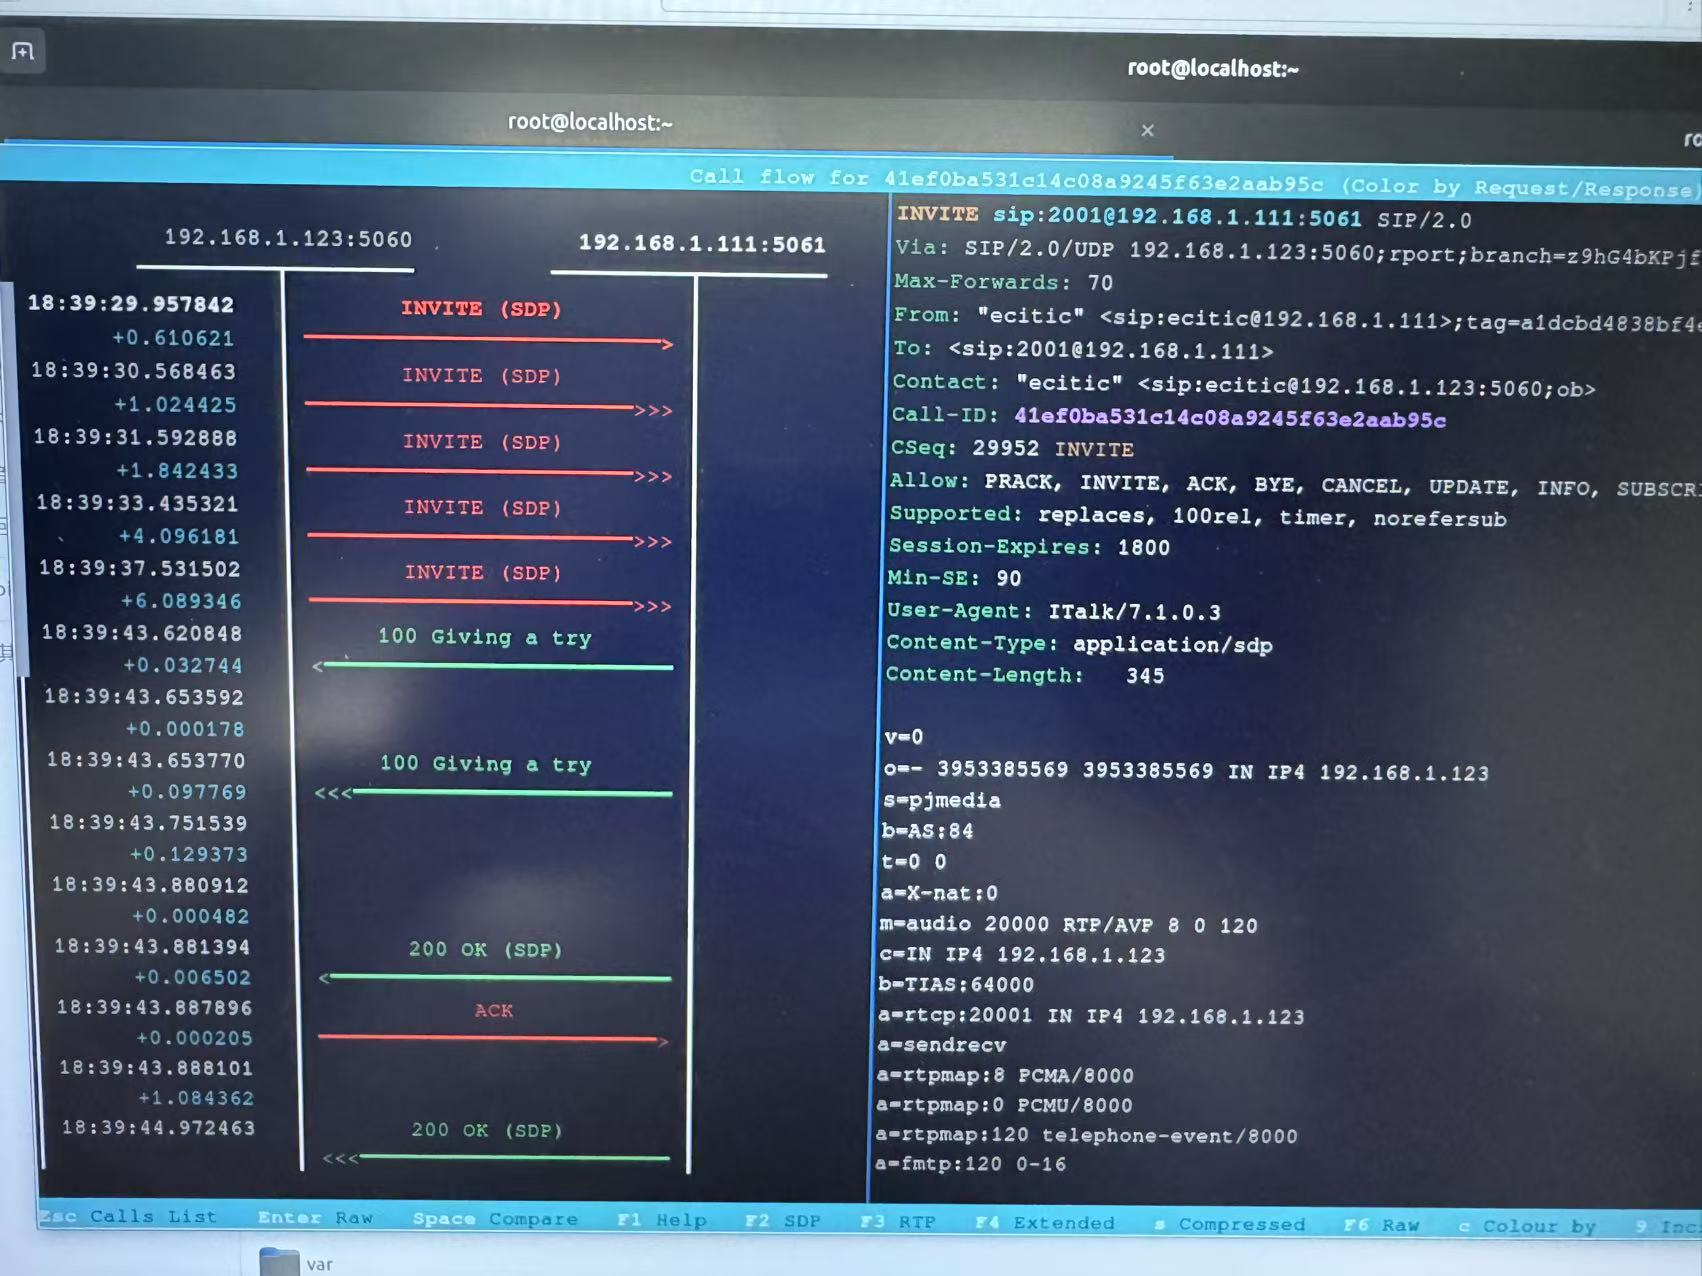 root@localhost:~
root@localhost:~
Call flow for 41ef0ba531c14c08a9245f63e2aab95c (Color by Request/Response)
192.168.1.123:5060
192.168.1.111:5061
18:39:29.957842
INVITE (SDP)
+0.610621
18:39:30.568463
INVITE (SDP)
+1.024425
18:39:31.592888
INVITE (SDP)
+1.842433
18:39:33.435321
INVITE (SDP)
+4.096181
18:39:37.531502
INVITE (SDP)
+6.089346
18:39:43.620848
100 Giving a try
+0.032744
18:39:43.653592
+0.000178
18:39:43.653770
100 Giving a try
+0.097769
18:39:43.751539
+0.129373
18:39:43.880912
+0.000482
18:39:43.881394
200 OK (SDP)
+0.006502
18:39:43.887896
ACK
+0.000205
18:39:43.888101
+1.084362
18:39:44.972463
200 OK (SDP)
INVITE sip:2001@192.168.1.111:5061 SIP/2.0
Via: SIP/2.0/UDP 192.168.1.123:5060;rport;branch=z9hG4bKPjf
Max-Forwards: 70
From: "ecitic" <sip:ecitic@192.168.1.111>;tag=a1dcbd4838bf4e
To: <sip:2001@192.168.1.111>
Contact: "ecitic" <sip:ecitic@192.168.1.123:5060;ob>
Call-ID: 41ef0ba531c14c08a9245f63e2aab95c
CSeq: 29952 INVITE
Allow: PRACK, INVITE, ACK, BYE, CANCEL, UPDATE, INFO, SUBSCRI
Supported: replaces, 100rel, timer, norefersub
Session-Expires: 1800
Min-SE: 90
User-Agent: ITalk/7.1.0.3
Content-Type: application/sdp
Content-Length: 345
v=0
o=- 3953385569 3953385569 IN IP4 192.168.1.123
s=pjmedia
b=AS:84
t=0 0
a=X-nat:0
m=audio 20000 RTP/AVP 8 0 120
c=IN IP4 192.168.1.123
b=TIAS:64000
a=rtcp:20001 IN IP4 192.168.1.123
a=sendrecv
a=rtpmap:8 PCMA/8000
a=rtpmap:0 PCMU/8000
a=rtpmap:120 telephone-event/8000
a=fmtp:120 0-16
Esc Calls List Enter Raw Space Compare F1 Help F2 SDP F3 RTP F4 Extended s Compressed F6 Raw c Colour by 9 Inc
var